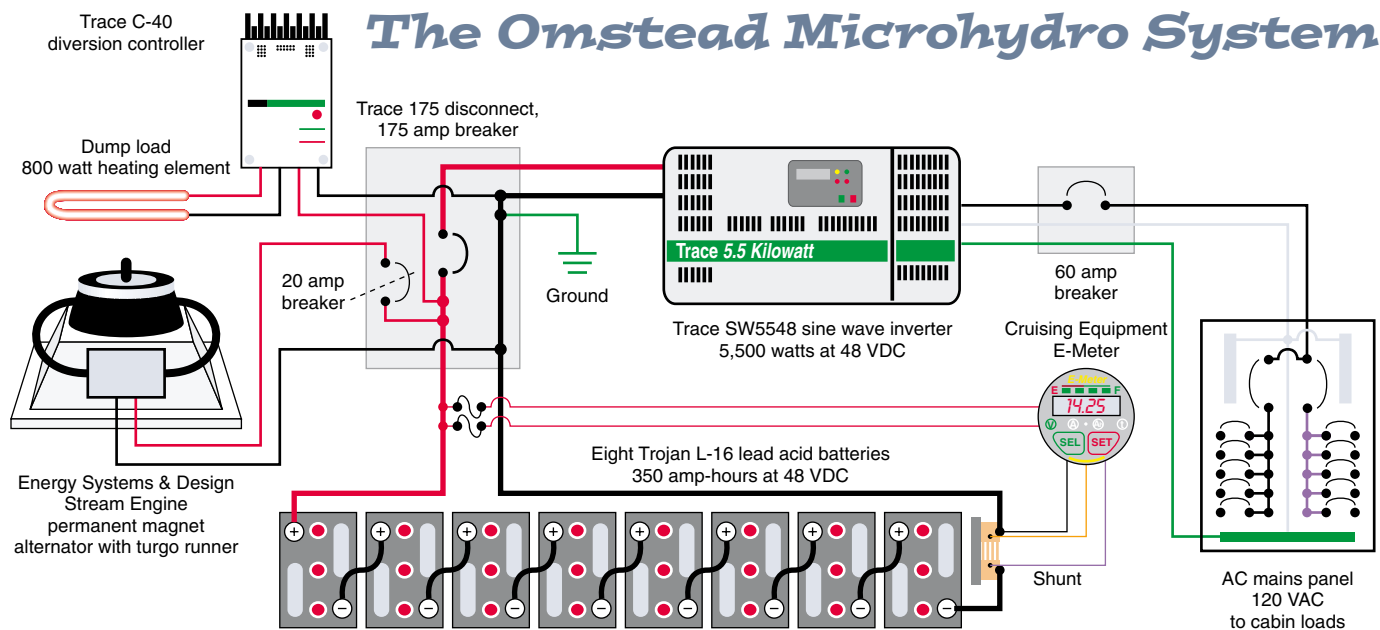 The Omstead Microhydro System
Trace C-40
diversion controller
Dump load
800 watt heating element
Trace 175 disconnect,
175 amp breaker
20 amp
breaker
Ground
Trace 5.5 Kilowatt
Trace SW5548 sine wave inverter
5,500 watts at 48 VDC
60 amp
breaker
Cruising Equipment
E-Meter
E-Meter
E F
14.25
V A Ah t
SEL SET
Energy Systems & Design
Stream Engine
permanent magnet
alternator with turgo runner
Eight Trojan L-16 lead acid batteries
350 amp-hours at 48 VDC
+ + + + + + + +
− − − − − − − −
Shunt
AC mains panel
120 VAC
to cabin loads